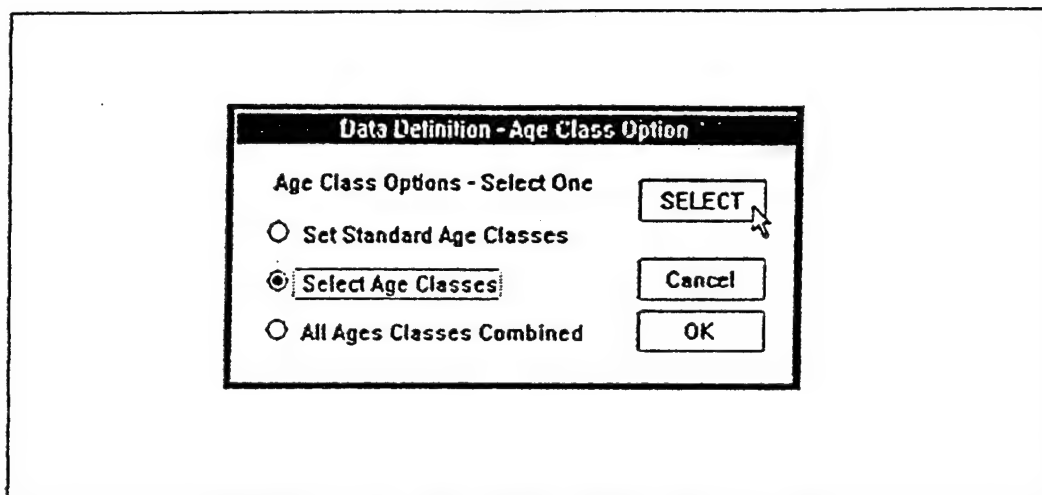 Data Definition - Age Class Option
Age Class Options - Select One
SELECT
Set Standard Age Classes
Select Age Classes
Cancel
All Ages Classes Combined
OK